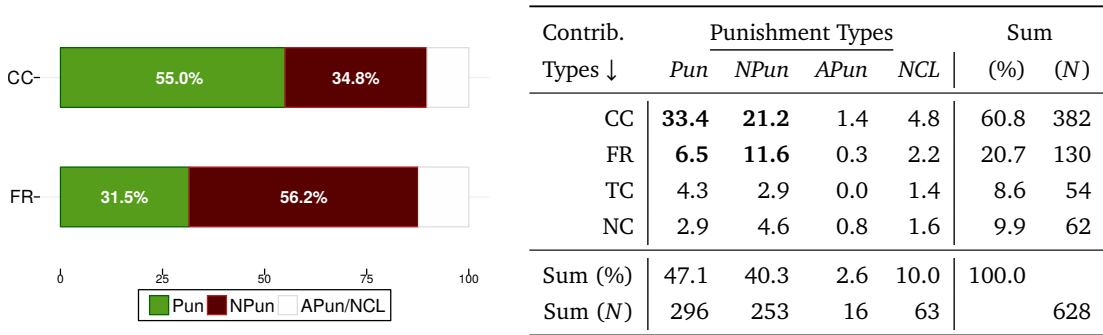 CC-
55.0%
34.8%
FR-
31.5%
56.2%
0 25 50 75 100
Pun NPun APun/NCL
Contrib. Punishment Types Sum
Types ↓ Pun NPun APun NCL (%) (N)
CC 33.4 21.2 1.4 4.8 60.8 382
FR 6.5 11.6 0.3 2.2 20.7 130
TC 4.3 2.9 0.0 1.4 8.6 54
NC 2.9 4.6 0.8 1.6 9.9 62
Sum (%) 47.1 40.3 2.6 10.0 100.0
Sum (N) 296 253 16 63 628